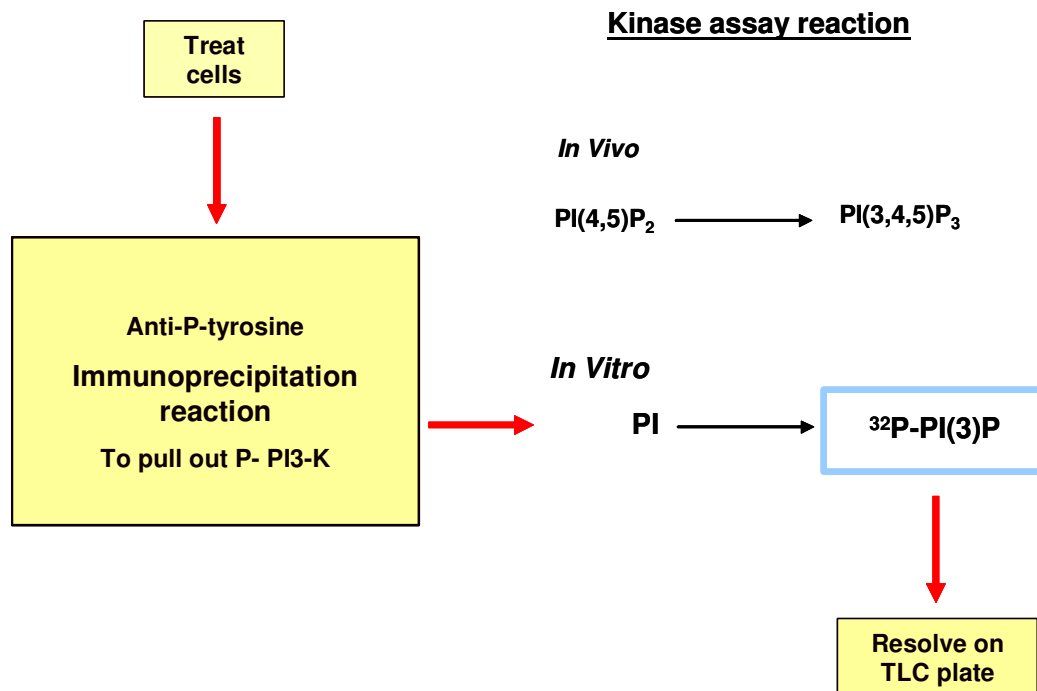 Kinase assay reaction
Treat
cells
In Vivo
PI(4,5)P₂
PI(3,4,5)P₃
Anti-P-tyrosine
Immunoprecipitation
reaction
To pull out P- PI3-K
In Vitro
PI
³²P-PI(3)P
Resolve on
TLC plate